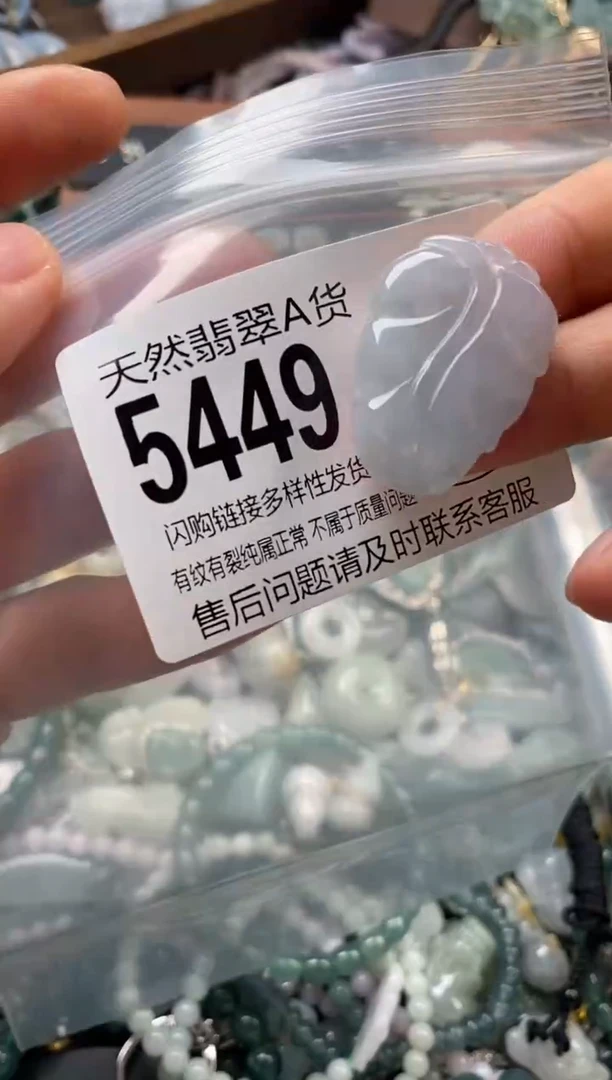 天然翡翠A货
5449
闪购链接多样性发货
有纹有裂纯属正常 不属于质量问题
售后问题请及时联系客服